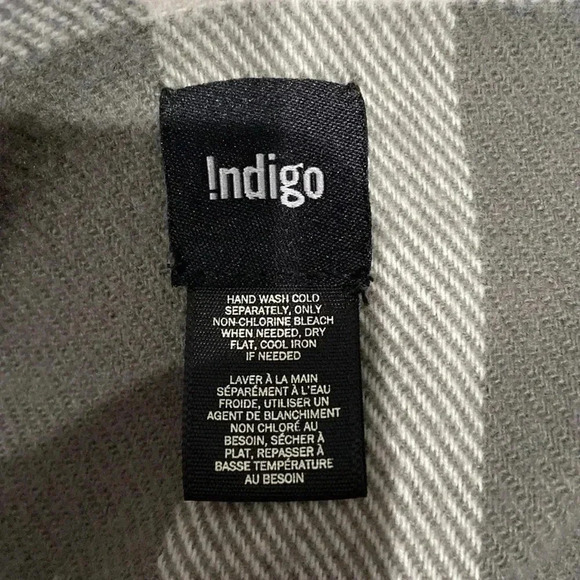 !ndigo
HAND WASH COLD
SEPARATELY, ONLY
NON-CHLORINE BLEACH
WHEN NEEDED, DRY
FLAT, COOL IRON
IF NEEDED
LAVER À LA MAIN
SÉPARÉMENT À L'EAU
FROIDE, UTILISER UN
AGENT DE BLANCHIMENT
NON CHLORÉ AU
BESOIN, SÉCHER À
PLAT, REPASSER À
BASSE TEMPÉRATURE
AU BESOIN